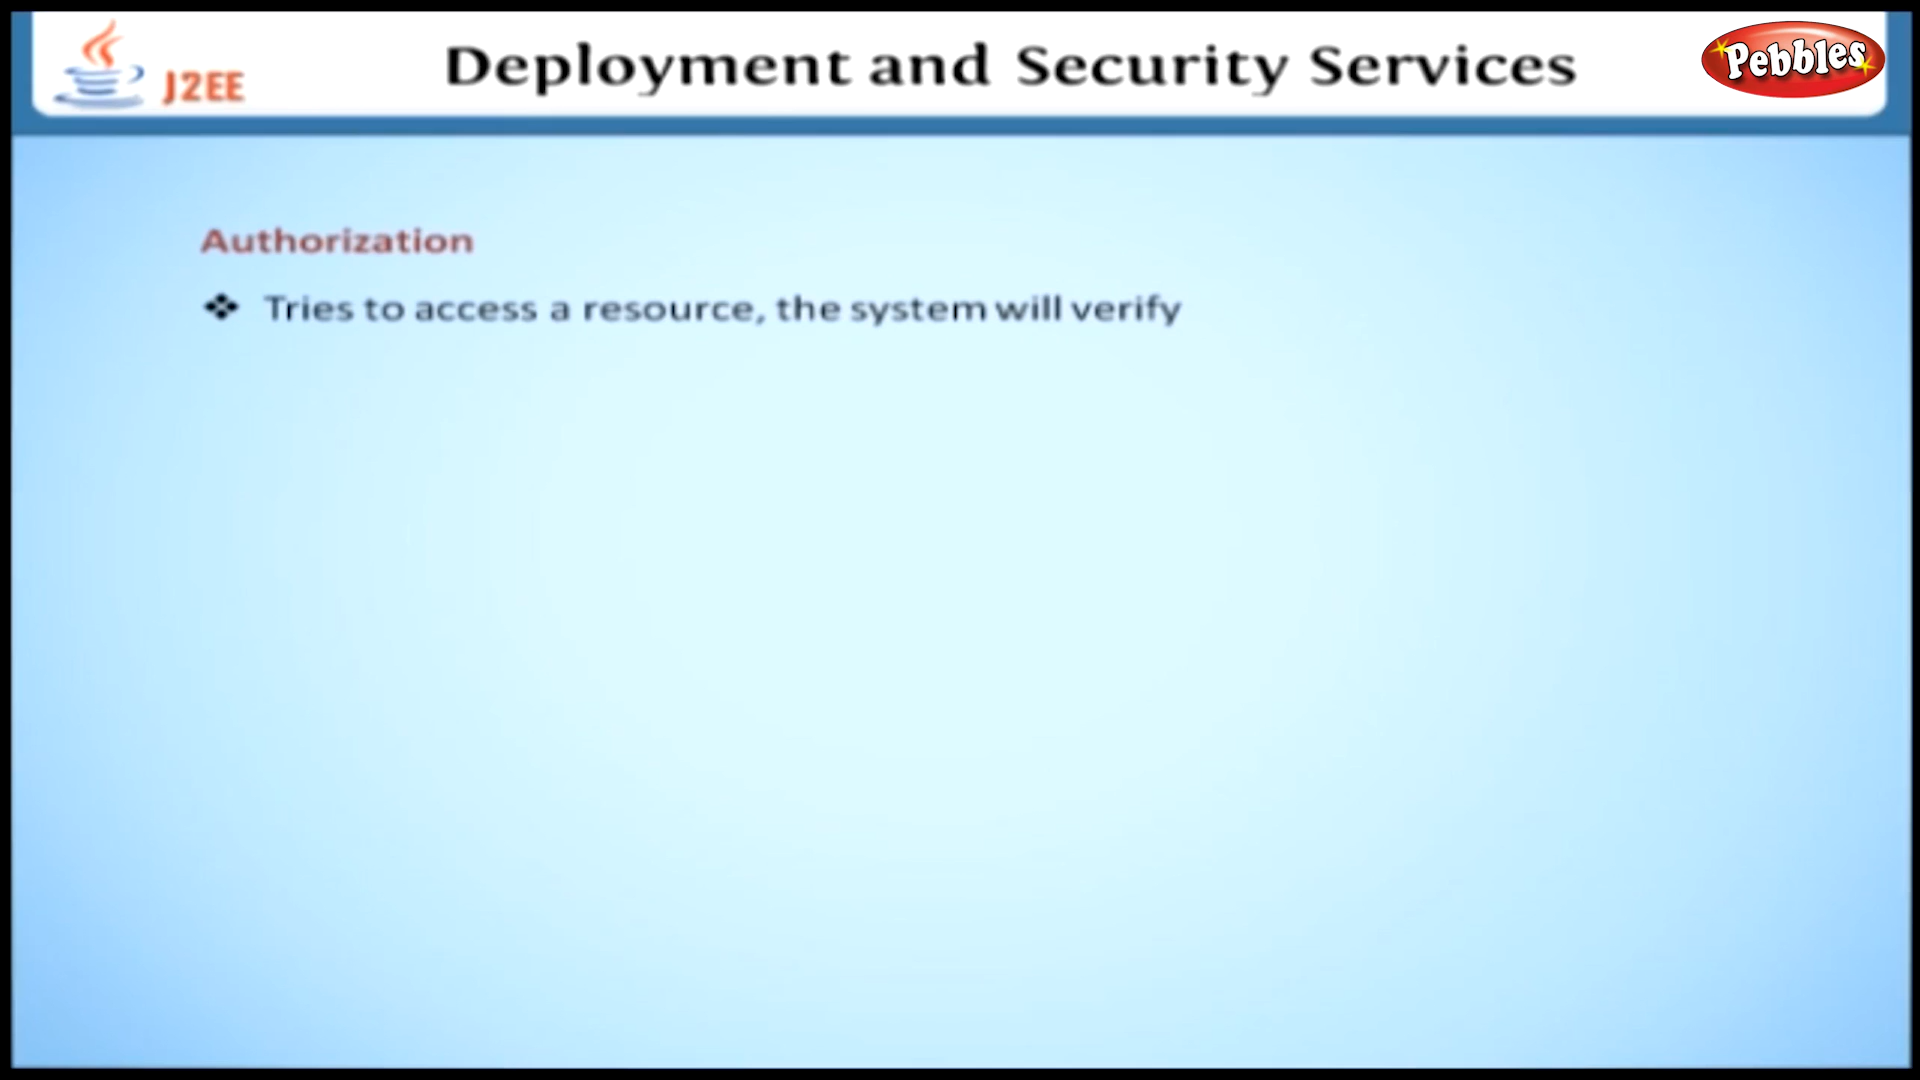 J2EE
Deployment and Security Services
Pebbles
Authorization
❖ Tries to access a resource, the system will verify